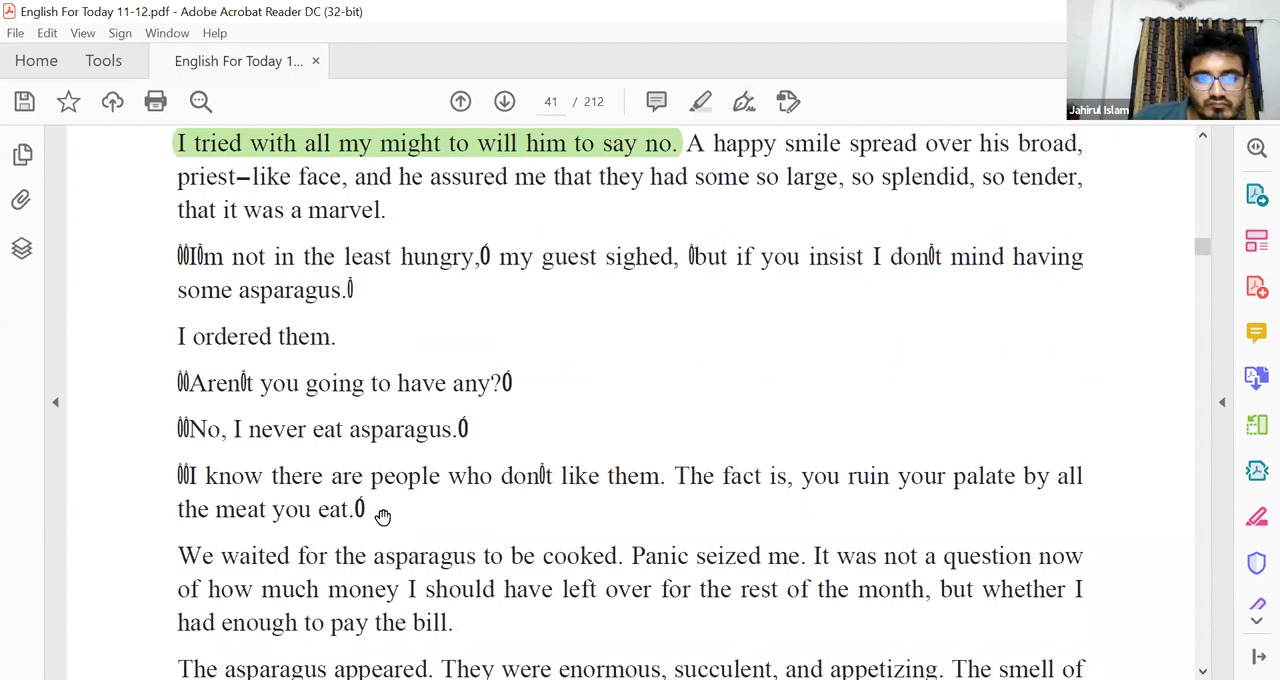 English For Today 11-12.pdf - Adobe Acrobat Reader DC (32-bit)
File Edit View Sign Window Help
Home Tools English For Today 1... ×
41 / 212
Jahirul Islam
I tried with all my might to will him to say no. A happy smile spread over his broad,
priest–like face, and he assured me that they had some so large, so splendid, so tender,
that it was a marvel.
ÔÔIÕm not in the least hungry,Ó my guest sighed, Ôbut if you insist I donÕt mind having
some asparagus.Õ
I ordered them.
ÔÔArenÕt you going to have any?Ó
ÔÔNo, I never eat asparagus.Ó
ÔÔI know there are people who donÕt like them. The fact is, you ruin your palate by all
the meat you eat.Ó
We waited for the asparagus to be cooked. Panic seized me. It was not a question now
of how much money I should have left over for the rest of the month, but whether I
had enough to pay the bill.
The asparagus appeared. They were enormous, succulent, and appetizing. The smell of